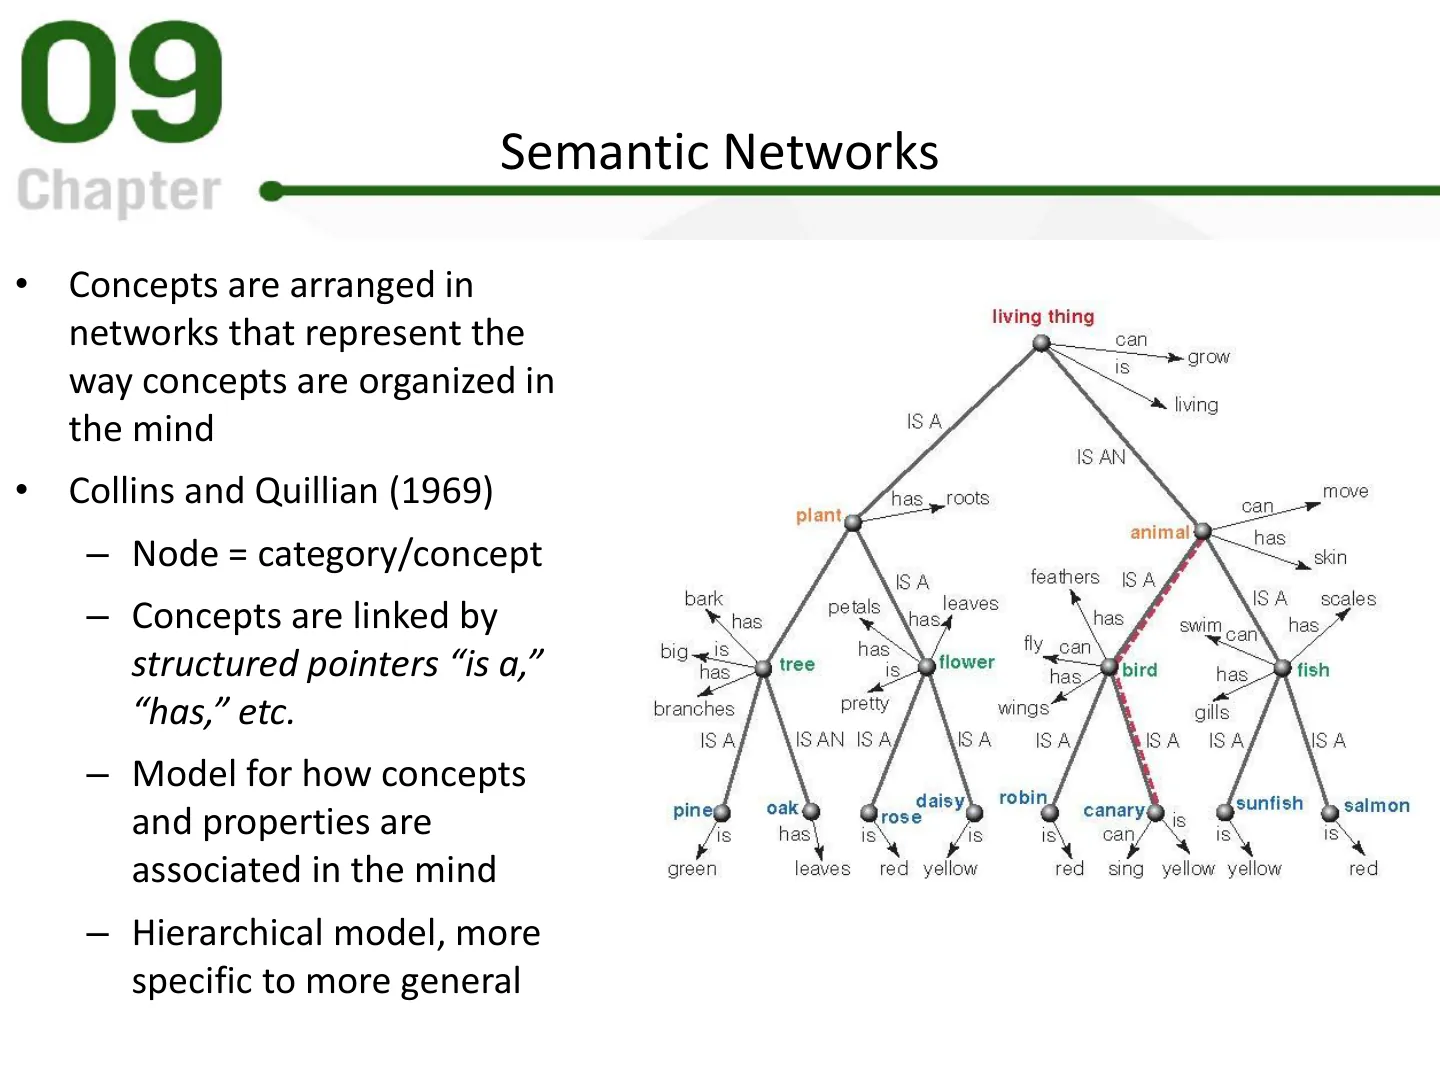 09
Chapter
Semantic Networks
• Concepts are arranged in
networks that represent the
way concepts are organized in
the mind
• Collins and Quillian (1969)
– Node = category/concept
– Concepts are linked by
structured pointers “is a,”
“has,” etc.
– Model for how concepts
and properties are
associated in the mind
– Hierarchical model, more
specific to more general
living thing
can
grow
is
living
IS A
IS AN
plant
has
roots
animal
can
move
has
skin
IS A
feathers
IS A
IS A
bark
has
petals
has
leaves
has
swim
can
has
scales
big
is
has
tree
has
is
flower
fly
can
has
bird
has
fish
branches
pretty
wings
gills
IS A
IS AN
IS A
IS A
IS A
IS A
IS A
IS A
pine
oak
rose
daisy
robin
canary
sunfish
salmon
is
has
is
is
is
can
is
is
is
green
leaves
red
yellow
red
sing
yellow
yellow
red